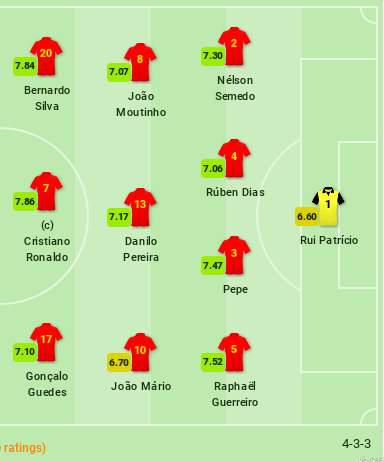 20
7.84
Bernardo
Silva
8
7.07
João
Moutinho
2
7.30
Nélson
Semedo
4
7.06
Rúben Dias
7
7.86
(c)
Cristiano
Ronaldo
13
7.17
Danilo
Pereira
1
6.60
Rui Patrício
3
7.47
Pepe
17
7.10
Gonçalo
Guedes
10
6.70
João Mário
5
7.52
Raphaël
Guerreiro
ratings)
4-3-3